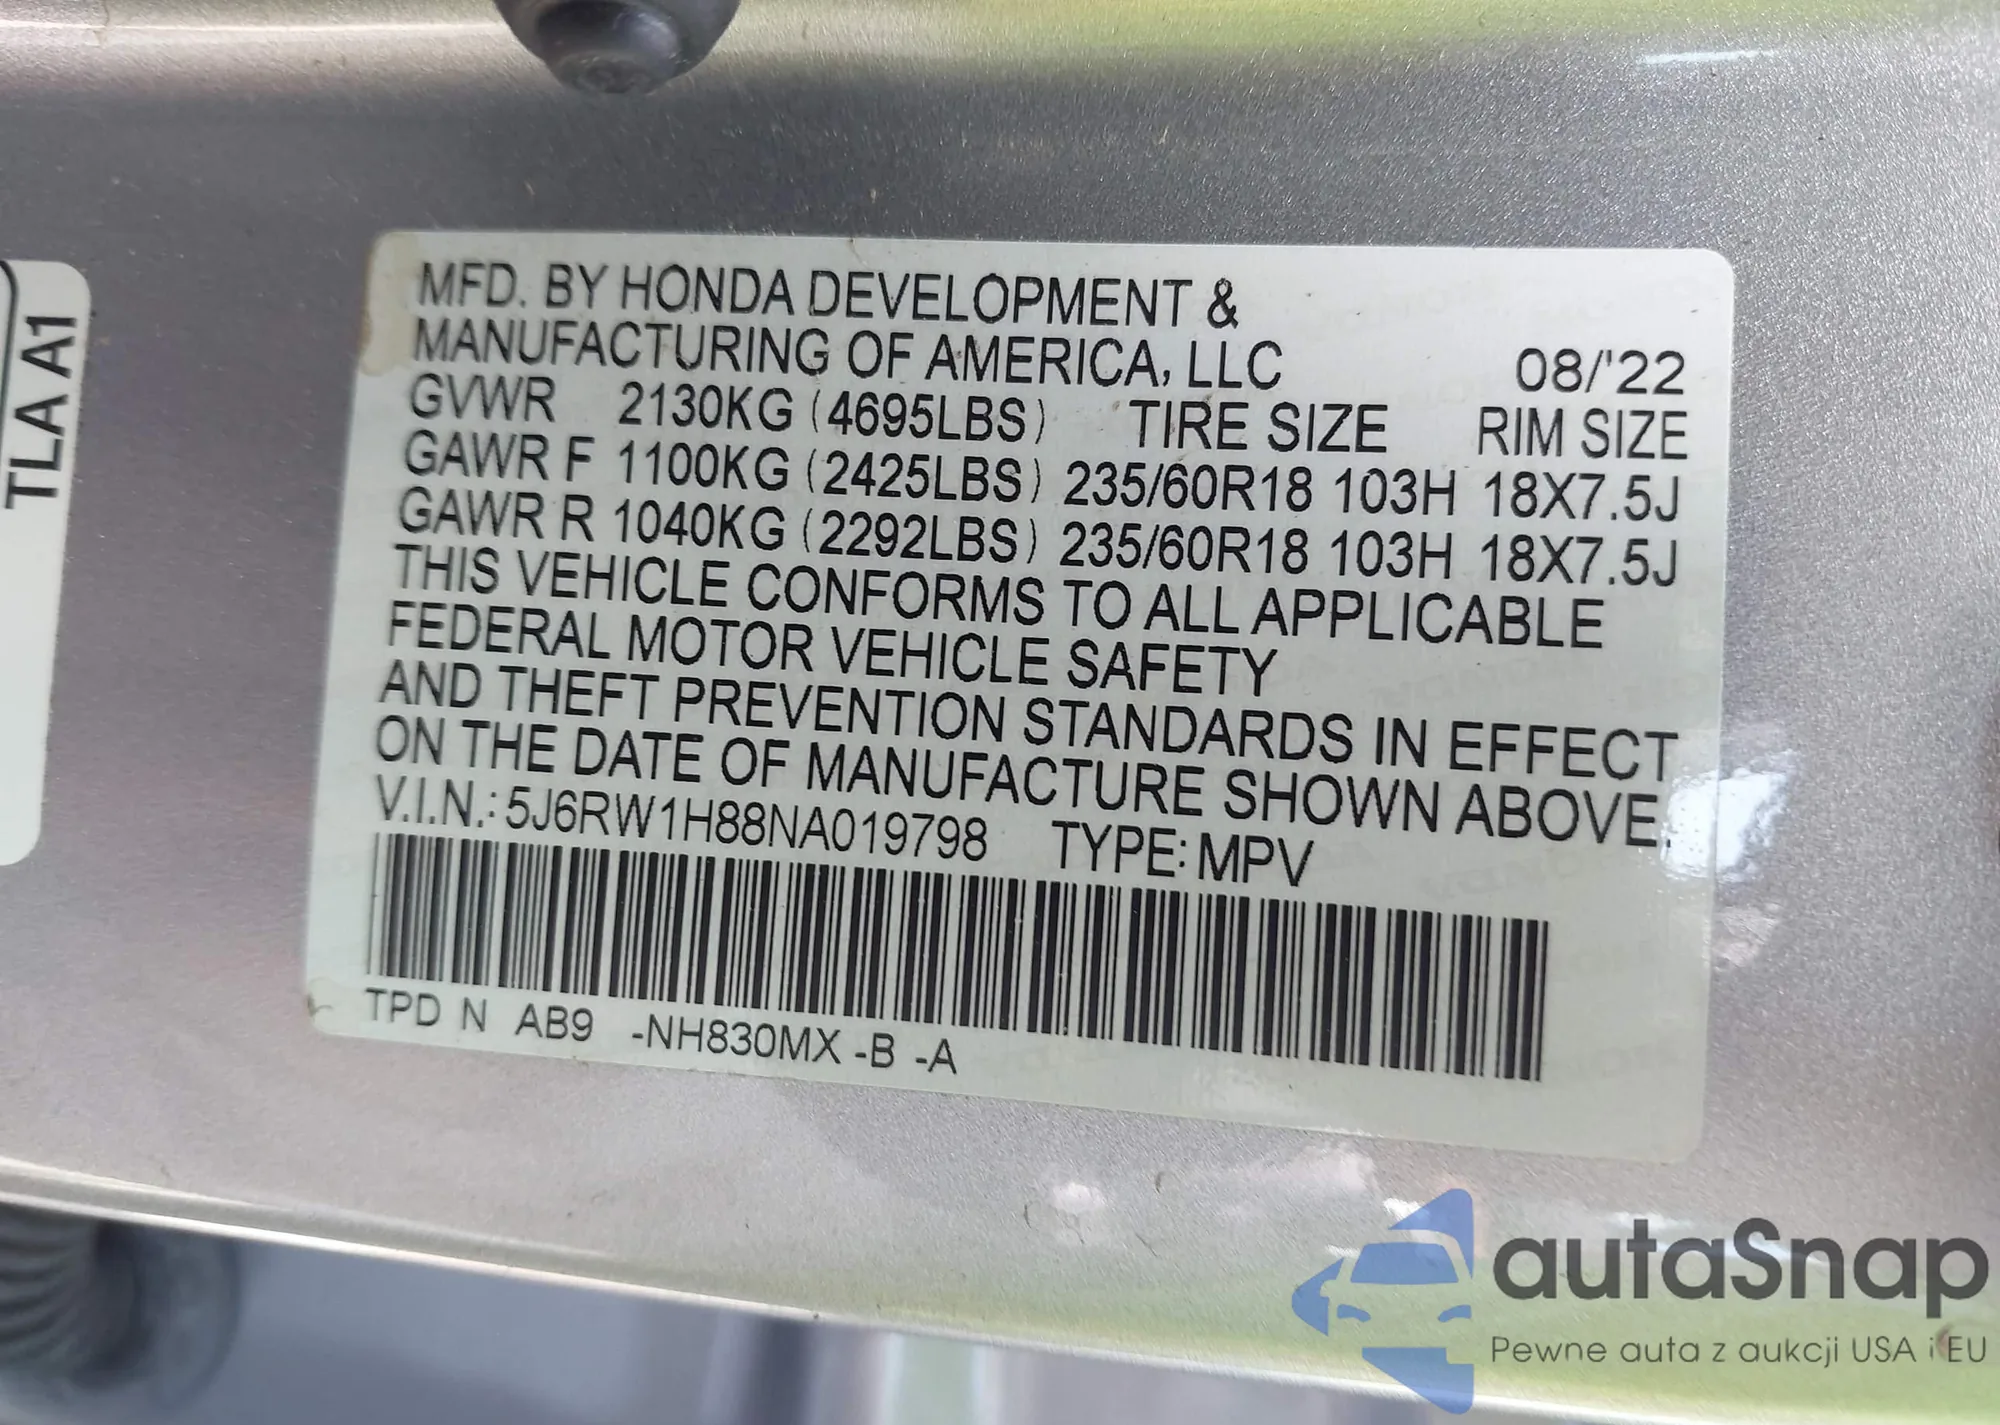 TLA A1
MFD. BY HONDA DEVELOPMENT &
MANUFACTURING OF AMERICA, LLC 08/'22
GVWR 2130KG (4695LBS) TIRE SIZE RIM SIZE
GAWR F 1100KG (2425LBS) 235/60R18 103H 18X7.5J
GAWR R 1040KG (2292LBS) 235/60R18 103H 18X7.5J
THIS VEHICLE CONFORMS TO ALL APPLICABLE
FEDERAL MOTOR VEHICLE SAFETY
AND THEFT PREVENTION STANDARDS IN EFFECT
ON THE DATE OF MANUFACTURE SHOWN ABOVE.
V.I.N.: 5J6RW1H88NA019798 TYPE: MPV
TPD N AB9 -NH830MX -B -A
autaSnap
Pewne auta z aukcji USA i EU